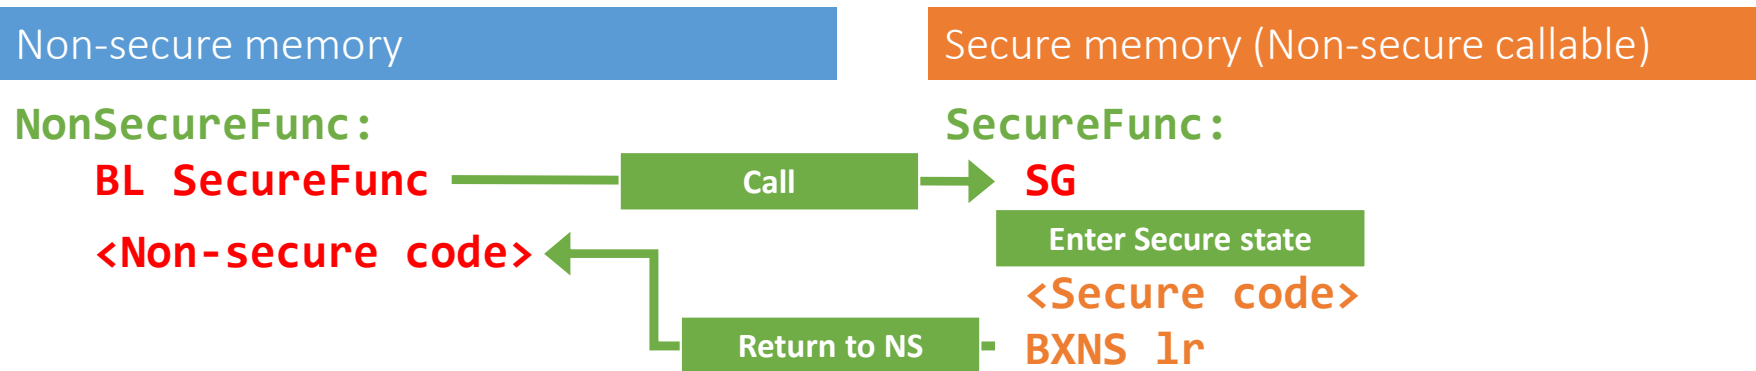 Non-secure memory
Secure memory (Non-secure callable)
NonSecureFunc:
SecureFunc:
BL SecureFunc
Call
SG
Enter Secure state
<Non-secure code>
<Secure code>
Return to NS
BXNS lr